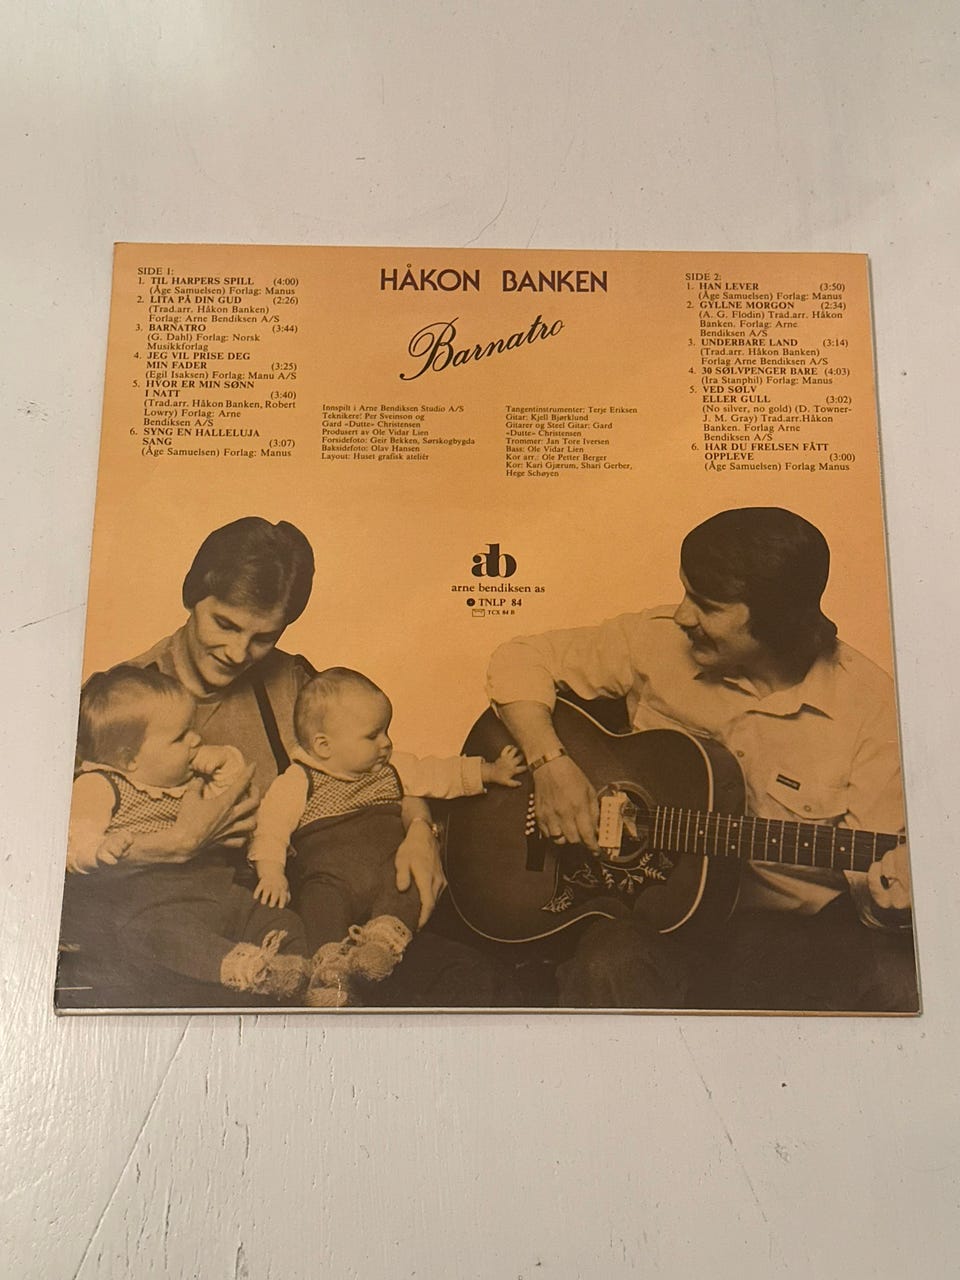 HÅKON BANKEN
Barnatro
SIDE 1:
1. TIL HARPERS SPILL (4:00)
(Åge Samuelsen) Forlag: Manus
2. LITA PÅ DIN GUD (2:26)
(Trad.arr. Håkon Banken)
Forlag: Arne Bendiksen A/S
3. BARNATRO (3:44)
(G. Dahl) Forlag: Norsk
Musikkforlag
4. JEG VIL PRISE DEG
MIN FADER (3:25)
(Egil Isaksen) Forlag: Manu A/S
5. HVOR ER MIN SØNN
I NATT (3:40)
(Trad.arr. Håkon Banken, Robert
Lowry) Forlag: Arne
Bendiksen A/S
6. SYNG EN HALLELUJA
SANG (3:07)
(Åge Samuelsen) Forlag: Manus
Innspilt i Arne Bendiksen Studio A/S
Teknikere: Per Sveinson og
Gard «Dutte» Christensen
Produsert av Ole Vidar Lien
Forsidefoto: Geir Bekken, Sørskogbygda
Baksidefoto: Olav Hansen
Layout: Huset grafisk atelièr
Tangentinstrumenter: Terje Eriksen
Gitar: Kjell Bjørklund
Gitarer og Steel Gitar: Gard
«Dutte» Christensen
Trommer: Jan Tore Iversen
Bass: Ole Vidar Lien
Kor arr.: Ole Petter Berger
Kor: Kari Gjærum, Shari Gerber,
Hege Schøyen
SIDE 2:
1. HAN LEVER (3:50)
(Åge Samuelsen) Forlag: Manus
2. GYLLNE MORGON (2:34)
(A. G. Flodin) Trad.arr. Håkon
Banken. Forlag: Arne
Bendiksen A/S
3. UNDERBARE LAND (3:14)
(Trad.arr. Håkon Banken)
Forlag Arne Bendiksen A/S
4. 30 SØLVPENGER BARE (4:03)
(Ira Stanphil) Forlag: Manus
5. VED SØLV
ELLER GULL (3:02)
(No silver, no gold) (D. Towner-
J. M. Gray) Trad.arr.Håkon
Banken. Forlag Arne
Bendiksen A/S
6. HAR DU FRELSEN FÅTT
OPPLEVE (3:00)
(Åge Samuelsen) Forlag Manus
ab
arne bendiksen as
TNLP 84
TCX 84 B